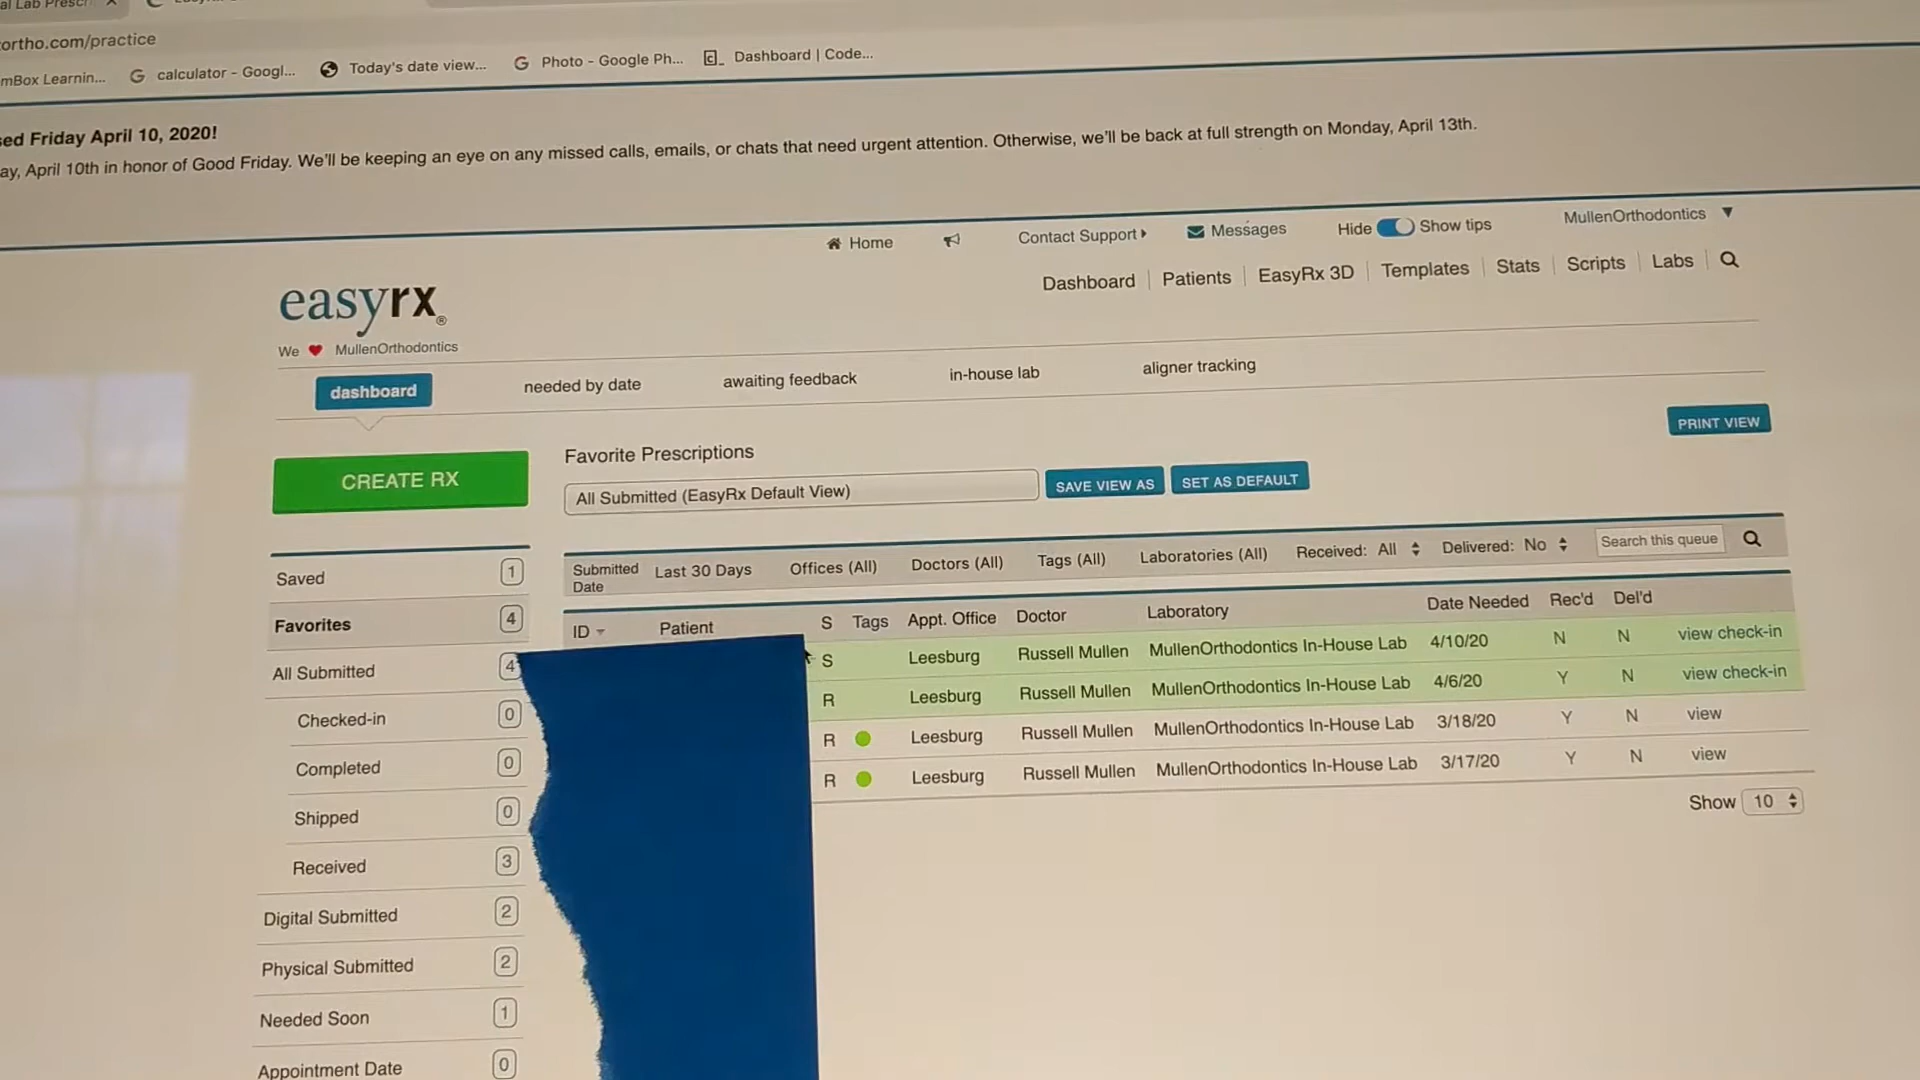 ortho.com/practice
mBox Learnin... calculator - Googl... Today's date view... Photo - Google Ph... Dashboard | Code...
sed Friday April 10, 2020!
ay, April 10th in honor of Good Friday. We'll be keeping an eye on any missed calls, emails, or chats that need urgent attention. Otherwise, we'll be back at full strength on Monday, April 13th.
Home Contact Support Messages Hide Show tips MullenOrthodontics
easyrx®
Dashboard | Patients | EasyRx 3D | Templates | Stats | Scripts | Labs |
We ♥ MullenOrthodontics
dashboard needed by date awaiting feedback in-house lab aligner tracking
PRINT VIEW
CREATE RX
Favorite Prescriptions
All Submitted (EasyRx Default View) SAVE VIEW AS SET AS DEFAULT
Saved 1
Favorites 4
All Submitted 4
Checked-in 0
Completed 0
Shipped 0
Received 3
Digital Submitted 2
Physical Submitted 2
Needed Soon 1
Appointment Date 0
Submitted Date Last 30 Days Offices (All) Doctors (All) Tags (All) Laboratories (All) Received: All Delivered: No Search this queue
ID Patient S Tags Appt. Office Doctor Laboratory Date Needed Rec'd Del'd
S Leesburg Russell Mullen MullenOrthodontics In-House Lab 4/10/20 N N view check-in
R Leesburg Russell Mullen MullenOrthodontics In-House Lab 4/6/20 Y N view check-in
R Leesburg Russell Mullen MullenOrthodontics In-House Lab 3/18/20 Y N view
R Leesburg Russell Mullen MullenOrthodontics In-House Lab 3/17/20 Y N view
Show 10